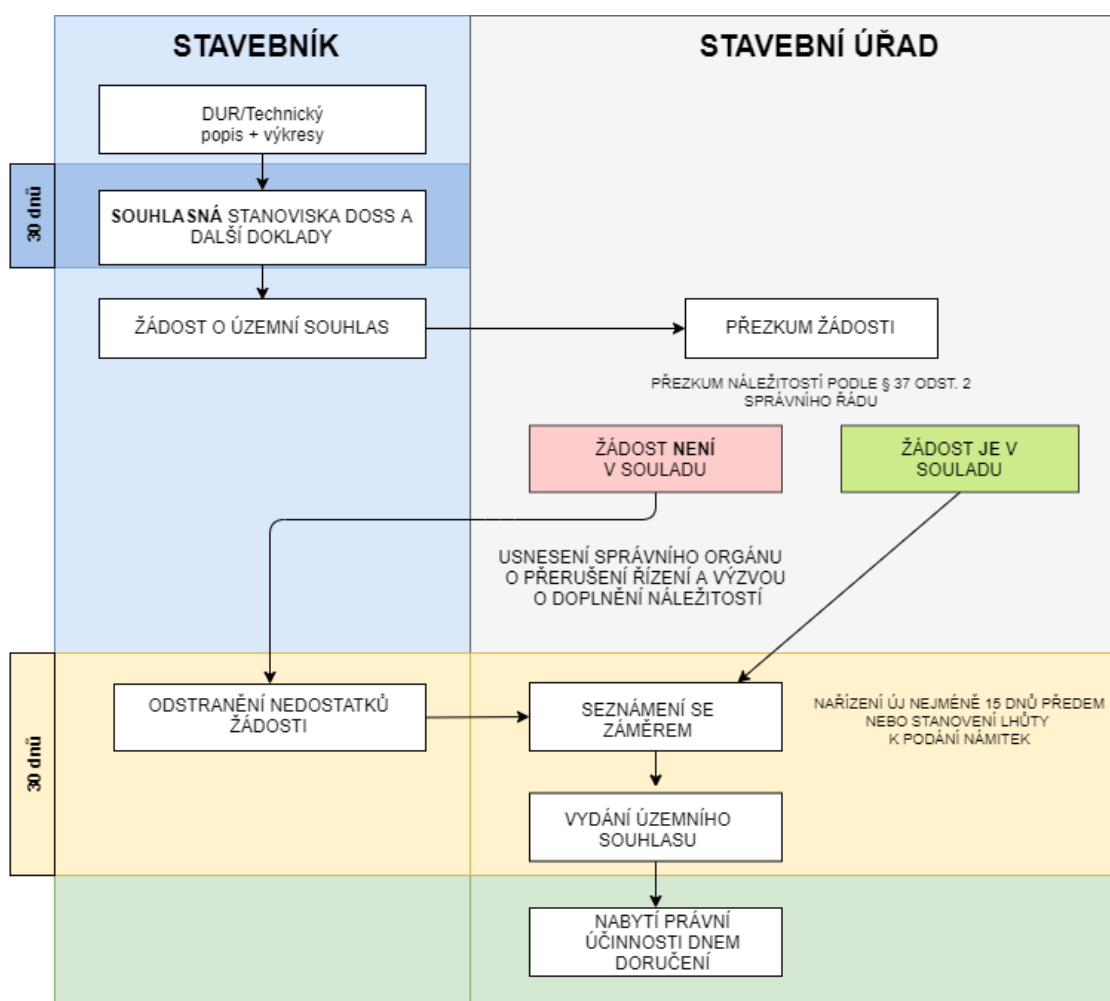 STAVEBNÍK
STAVEBNÍ ÚŘAD
DUR/Technický
popis + výkresy
30 dnů
SOUHLASNÁ STANOVISKA DOSS A
DALŠÍ DOKLADY
ŽÁDOST O ÚZEMNÍ SOUHLAS
PŘEZKUM ŽÁDOSTI
PŘEZKUM NÁLEŽITOSTÍ PODLE § 37 ODST. 2
SPRÁVNÍHO ŘÁDU
ŽÁDOST NENÍ
V SOULADU
ŽÁDOST JE V
SOULADU
USNESENÍ SPRÁVNÍHO ORGÁNU
O PŘERUŠENÍ ŘÍZENÍ A VÝZVOU
O DOPLNĚNÍ NÁLEŽITOSTÍ
30 dnů
ODSTRANĚNÍ NEDOSTATKŮ
ŽÁDOSTI
SEZNÁMENÍ SE
ZÁMĚREM
NAŘÍZENÍ ÚJ NEJMÉNĚ 15 DNŮ PŘEDEM
NEBO STANOVENÍ LHŮTY
K PODÁNÍ NÁMITEK
VYDÁNÍ ÚZEMNÍHO
SOUHLASU
NABYTÍ PRÁVNÍ
ÚČINNOSTI DNEM
DORUČENÍ